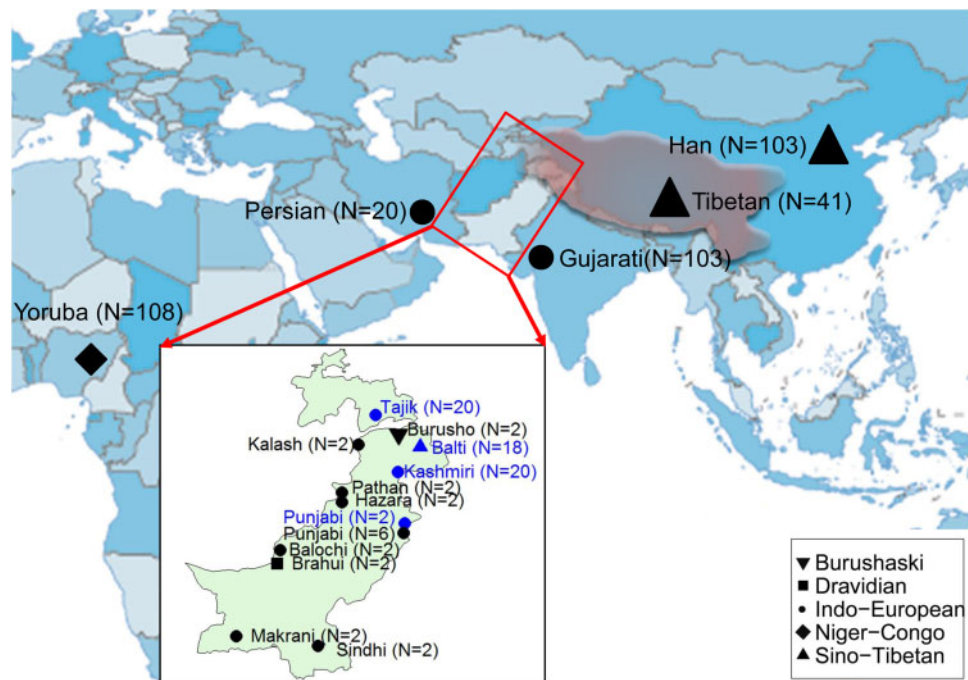 Han (N=103)
Tibetan (N=41)
Persian (N=20)
Gujarati(N=103)
Yoruba (N=108)
Tajik (N=20)
Burusho (N=2)
Kalash (N=2)
Balti (N=18)
Kashmiri (N=20)
Pathan (N=2)
Hazara (N=2)
Punjabi (N=2)
Punjabi (N=6)
Balochi (N=2)
Brahui (N=2)
Makrani (N=2)
Sindhi (N=2)
Burushaski
Dravidian
Indo−European
Niger−Congo
Sino−Tibetan